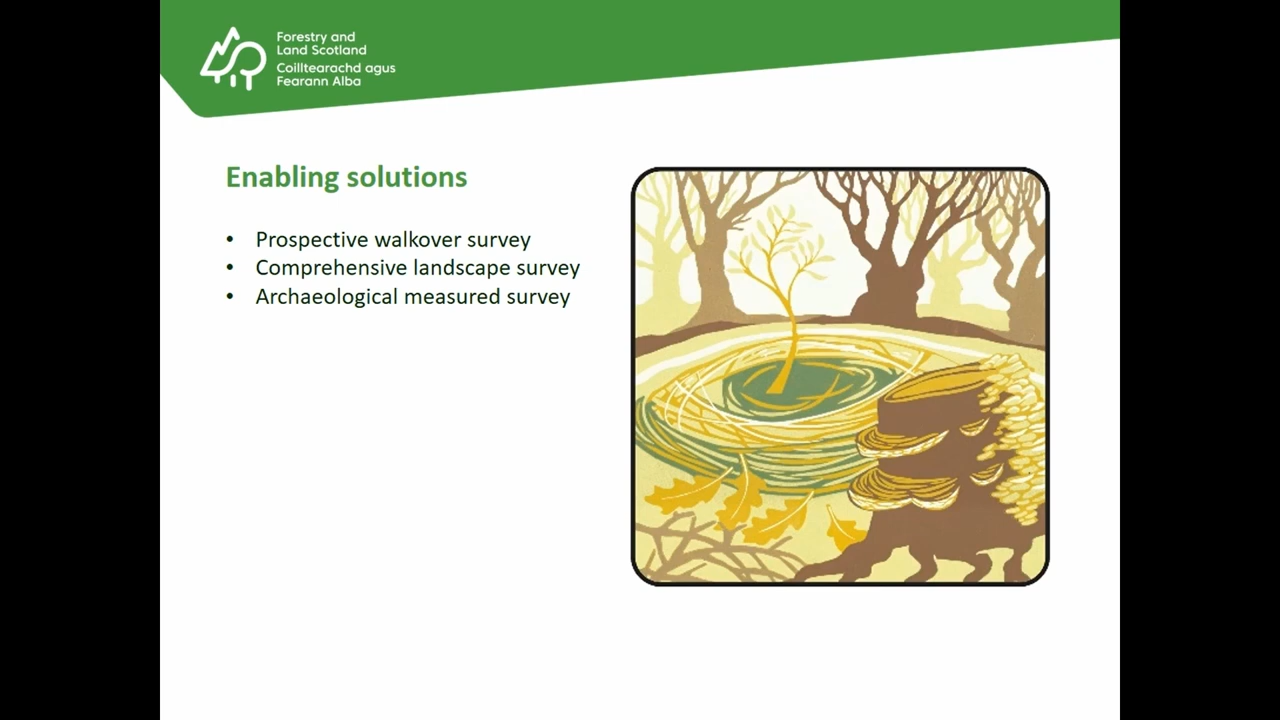 Forestry and
Land Scotland
Coilltearachd agus
Fearann Alba
Enabling solutions
• Prospective walkover survey
• Comprehensive landscape survey
• Archaeological measured survey